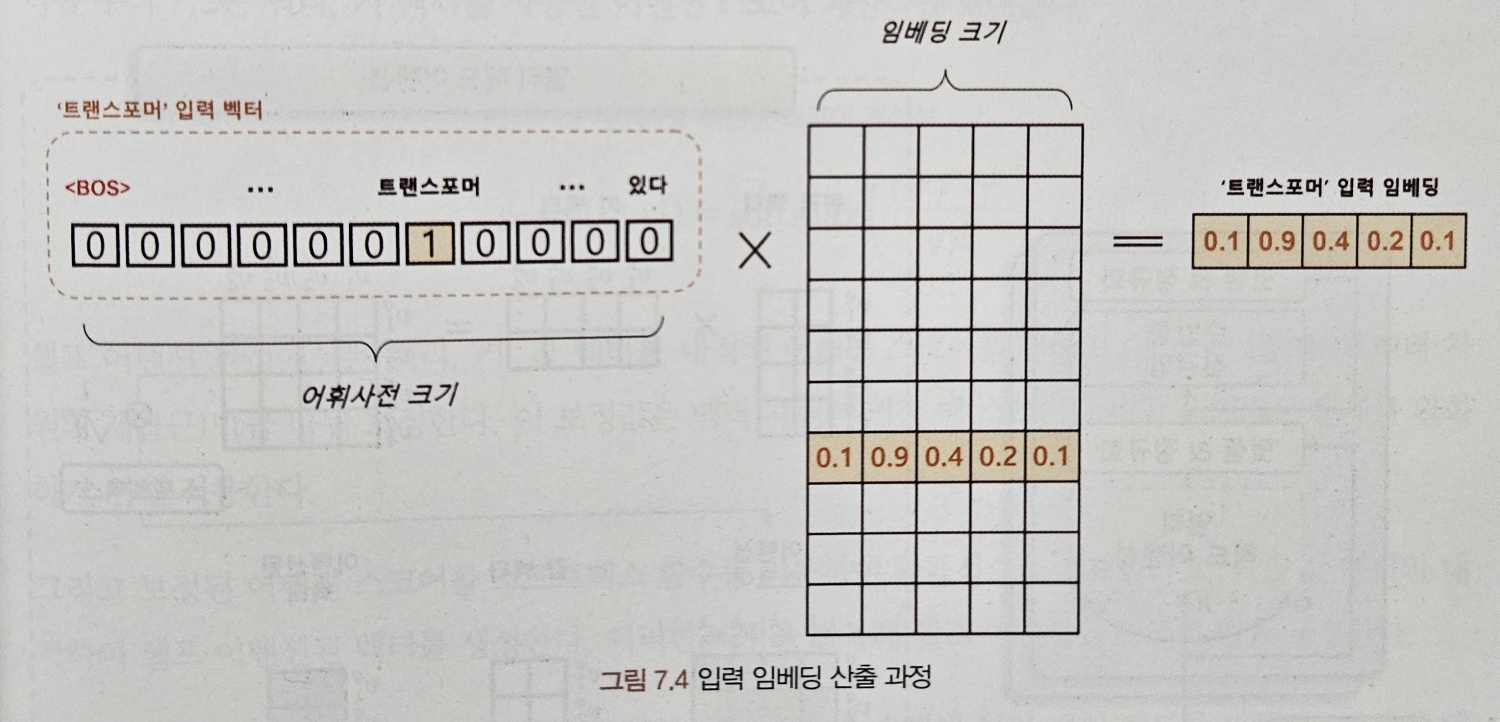 임베딩 크기
‘트랜스포머’ 입력 벡터
<BOS> ... 트랜스포머 ... 있다
0 0 0 0 0 0 1 0 0 0 0
×
=
‘트랜스포머’ 입력 임베딩
0.1 0.9 0.4 0.2 0.1
어휘사전 크기
0.1 0.9 0.4 0.2 0.1
그림 7.4 입력 임베딩 산출 과정